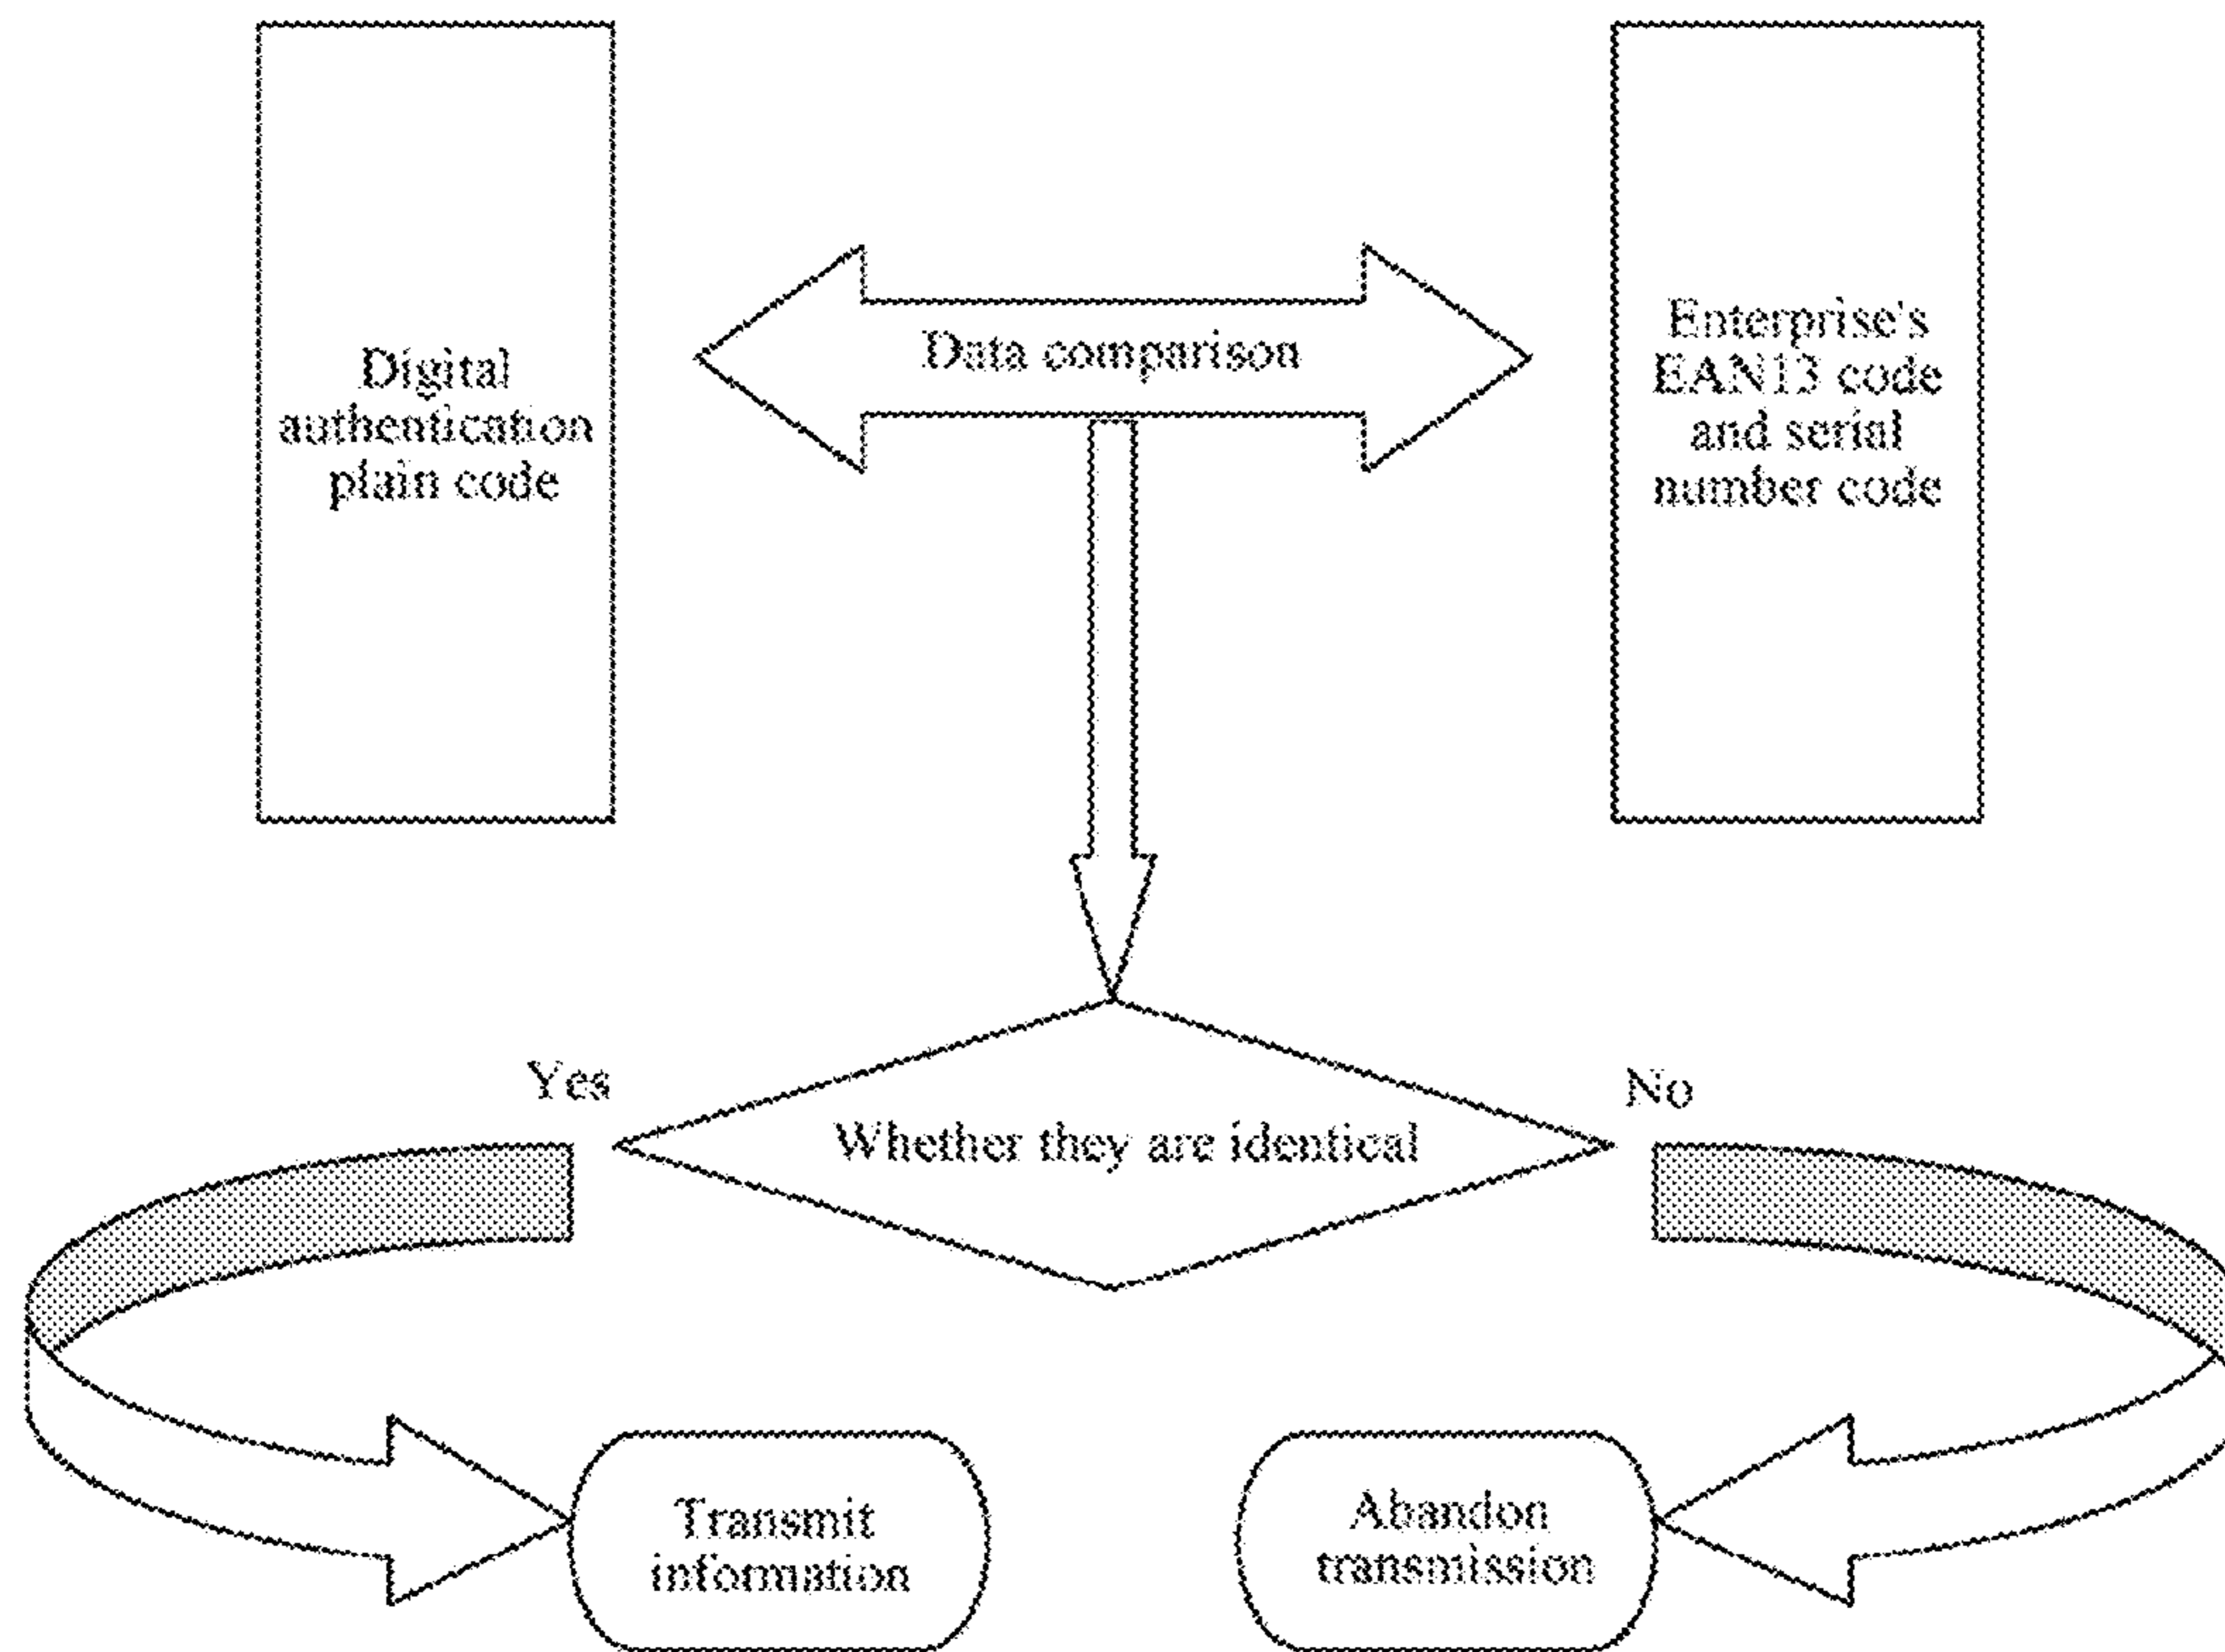 Digital
authentication
plain code
Data comparison
Enterprise's
EAN13 code
and serial
number code
Yes
Whether they are identical
No
Transmit
information
Abandon
transmission